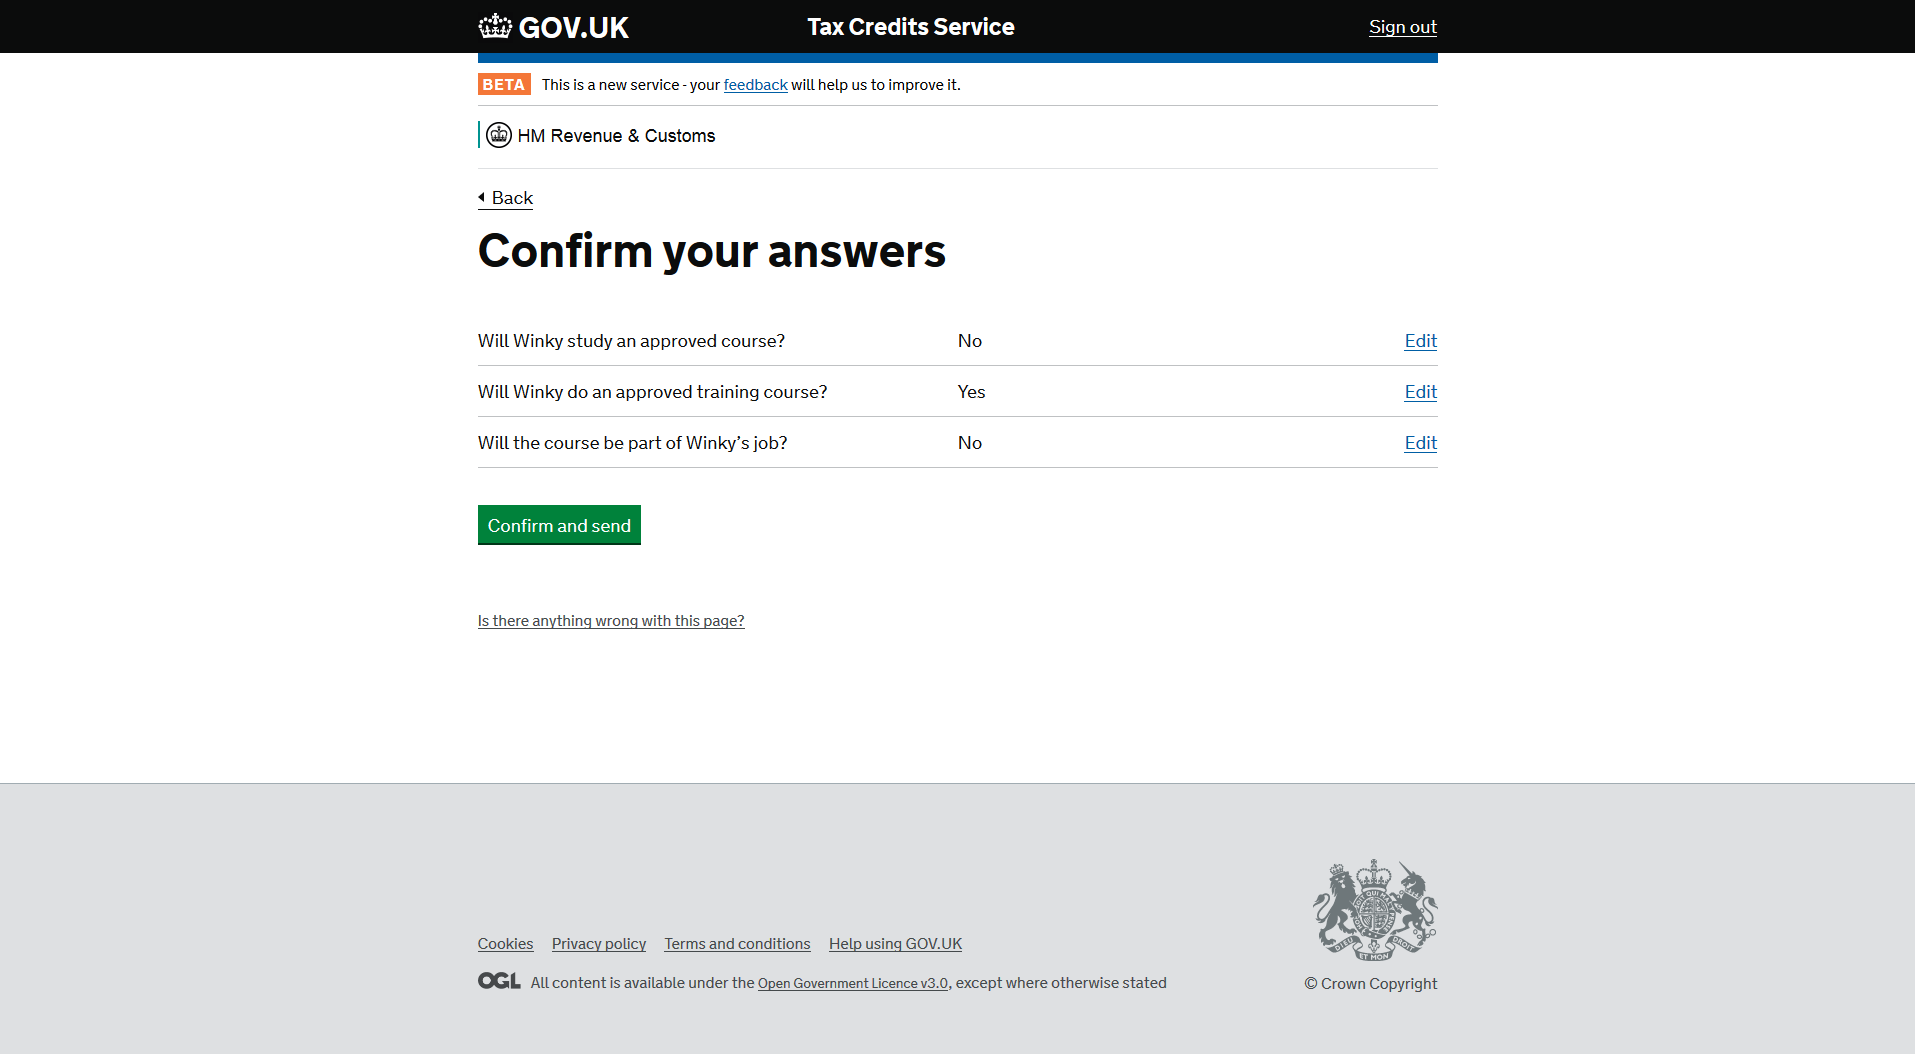 GOV.UK
Tax Credits Service
Sign out
BETA This is a new service - your feedback will help us to improve it.
HM Revenue & Customs
Back
Confirm your answers
Will Winky study an approved course? No Edit
Will Winky do an approved training course? Yes Edit
Will the course be part of Winky’s job? No Edit
Confirm and send
Is there anything wrong with this page?
Cookies Privacy policy Terms and conditions Help using GOV.UK
OGL All content is available under the Open Government Licence v3.0, except where otherwise stated
DIEU ET MON DROIT
© Crown Copyright